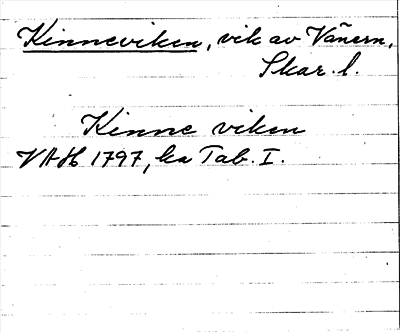 Kinneviken, vik av Vänern,
Skar. l.
Kinne viken
VAH 1797, ka Tab. I.